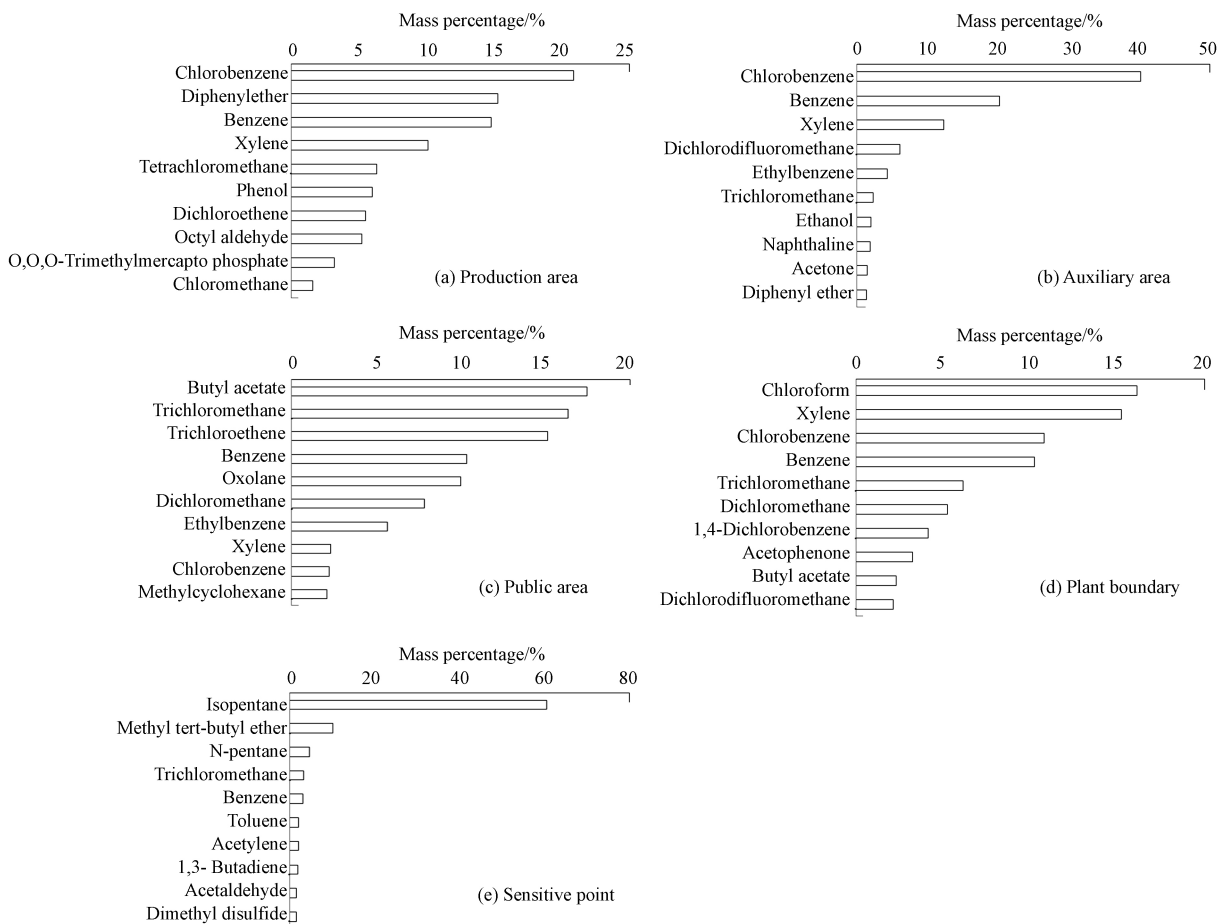 Mass percentage/%
0 5 10 15 20 25
Chlorobenzene
Diphenylether
Benzene
Xylene
Tetrachloromethane
Phenol
Dichloroethene
Octyl aldehyde
O,O,O-Trimethylmercapto phosphate
Chloromethane
(a) Production area
Mass percentage/%
0 10 20 30 40 50
Chlorobenzene
Benzene
Xylene
Dichlorodifluoromethane
Ethylbenzene
Trichloromethane
Ethanol
Naphthaline
Acetone
Diphenyl ether
(b) Auxiliary area
Mass percentage/%
0 5 10 15 20
Butyl acetate
Trichloromethane
Trichloroethene
Benzene
Oxolane
Dichloromethane
Ethylbenzene
Xylene
Chlorobenzene
Methylcyclohexane
(c) Public area
Mass percentage/%
0 5 10 15 20
Chloroform
Xylene
Chlorobenzene
Benzene
Trichloromethane
Dichloromethane
1,4-Dichlorobenzene
Acetophenone
Butyl acetate
Dichlorodifluoromethane
(d) Plant boundary
Mass percentage/%
0 20 40 60 80
Isopentane
Methyl tert-butyl ether
N-pentane
Trichloromethane
Benzene
Toluene
Acetylene
1,3- Butadiene
Acetaldehyde
Dimethyl disulfide
(e) Sensitive point